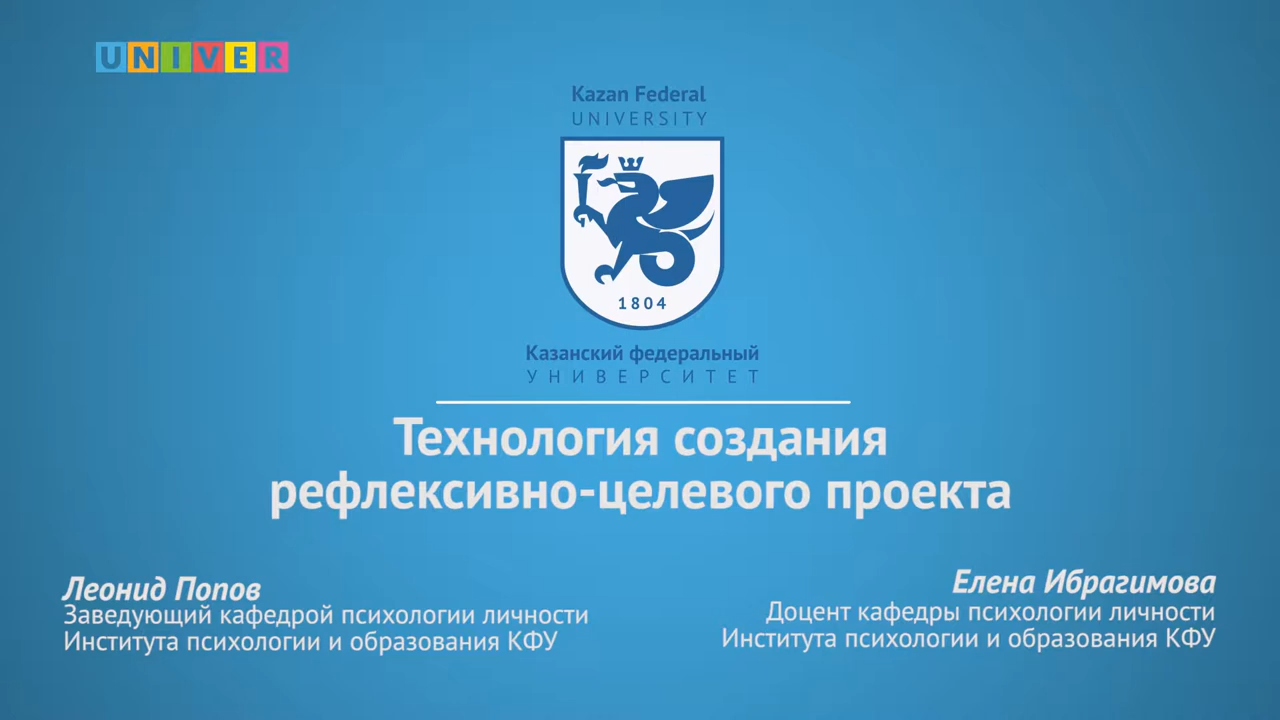 UNIVER
Kazan Federal
UNIVERSITY
1804
Казанский федеральный
УНИВЕРСИТЕТ
Технология создания
рефлексивно-целевого проекта
Леонид Попов
Заведующий кафедрой психологии личности
Института психологии и образования КФУ
Елена Ибрагимова
Доцент кафедры психологии личности
Института психологии и образования КФУ